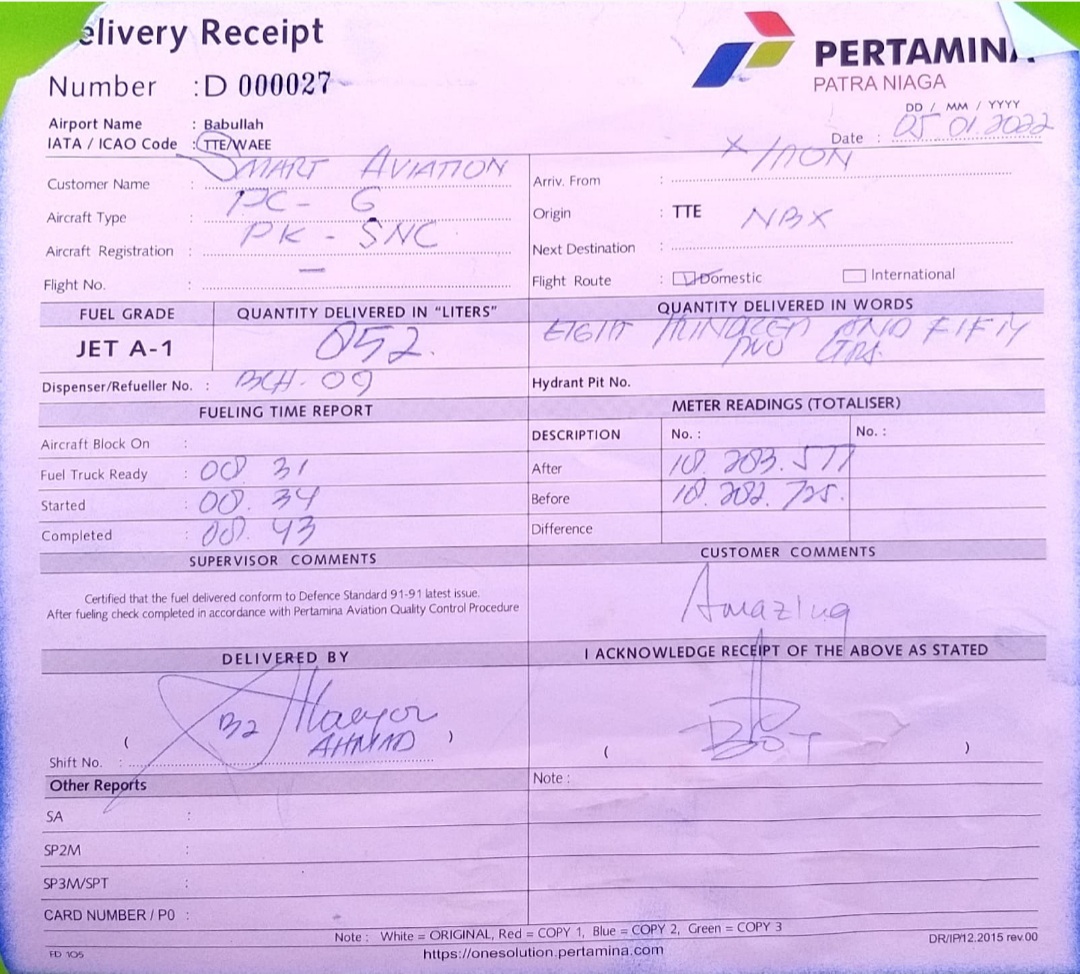 elivery Receipt
Number : D 000027
PERTAMINA
PATRA NIAGA
Airport Name : Babullah
IATA / ICAO Code : TTE/WAEE
DD / MM / YYYY
Date : 05 01.2022
Customer Name : SMART AVIATION
Aircraft Type : PC - 6
Aircraft Registration : PK - SNC
Flight No. : —
Arriv. From :
Origin : TTE NBX
Next Destination :
Flight Route : Domestic International
FUEL GRADE
QUANTITY DELIVERED IN "LITERS"
QUANTITY DELIVERED IN WORDS
JET A-1
852.
EIGHT HUNDRED AND FIFTY
LTRS.
Dispenser/Refueller No. : BCH-09
Hydrant Pit No.
FUELING TIME REPORT
METER READINGS (TOTALISER)
Aircraft Block On :
DESCRIPTION No. : No. :
Fuel Truck Ready : 08. 31
After 10. 203. 577
Started : 08. 34
Before 10. 202. 725.
Completed : 08. 43
Difference
SUPERVISOR COMMENTS
CUSTOMER COMMENTS
Certified that the fuel delivered conform to Defence Standard 91-91 latest issue.
After fueling check completed in accordance with Pertamina Aviation Quality Control Procedure
Amazing
DELIVERED BY
I ACKNOWLEDGE RECEIPT OF THE ABOVE AS STATED
AHMAD
( )
( )
Shift No. :
Other Reports
Note :
SA :
SP2M :
SP3M/SPT :
CARD NUMBER / PO :
Note : White = ORIGINAL, Red = COPY 1, Blue = COPY 2, Green = COPY 3
https://onesolution.pertamina.com
FD 105
DR/IP/12.2015 rev.00